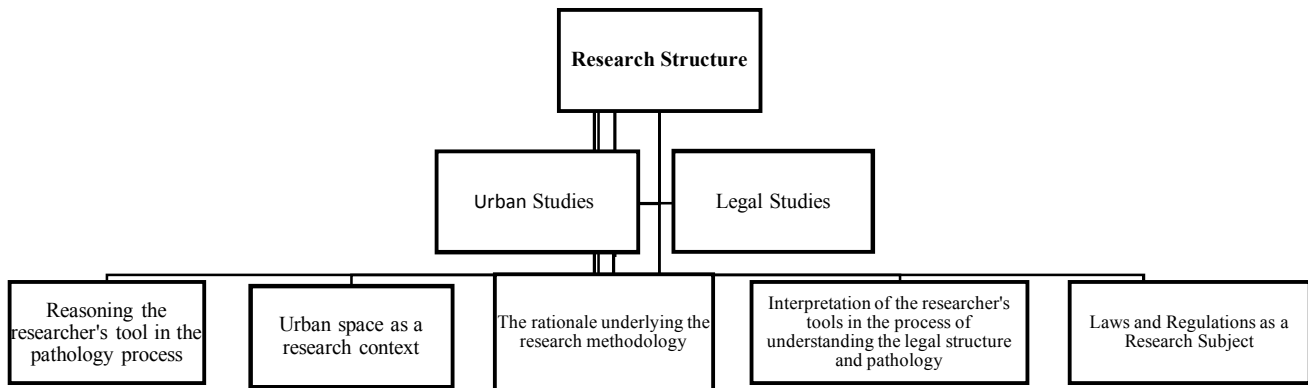 Research Structure
Urban Studies
Legal Studies
Reasoning the
researcher's tool in the
pathology process
Urban space as a
research context
The rationale underlying the
research methodology
Interpretation of the researcher's
tools in the process of
understanding the legal structure
and pathology
Laws and Regulations as a
Research Subject